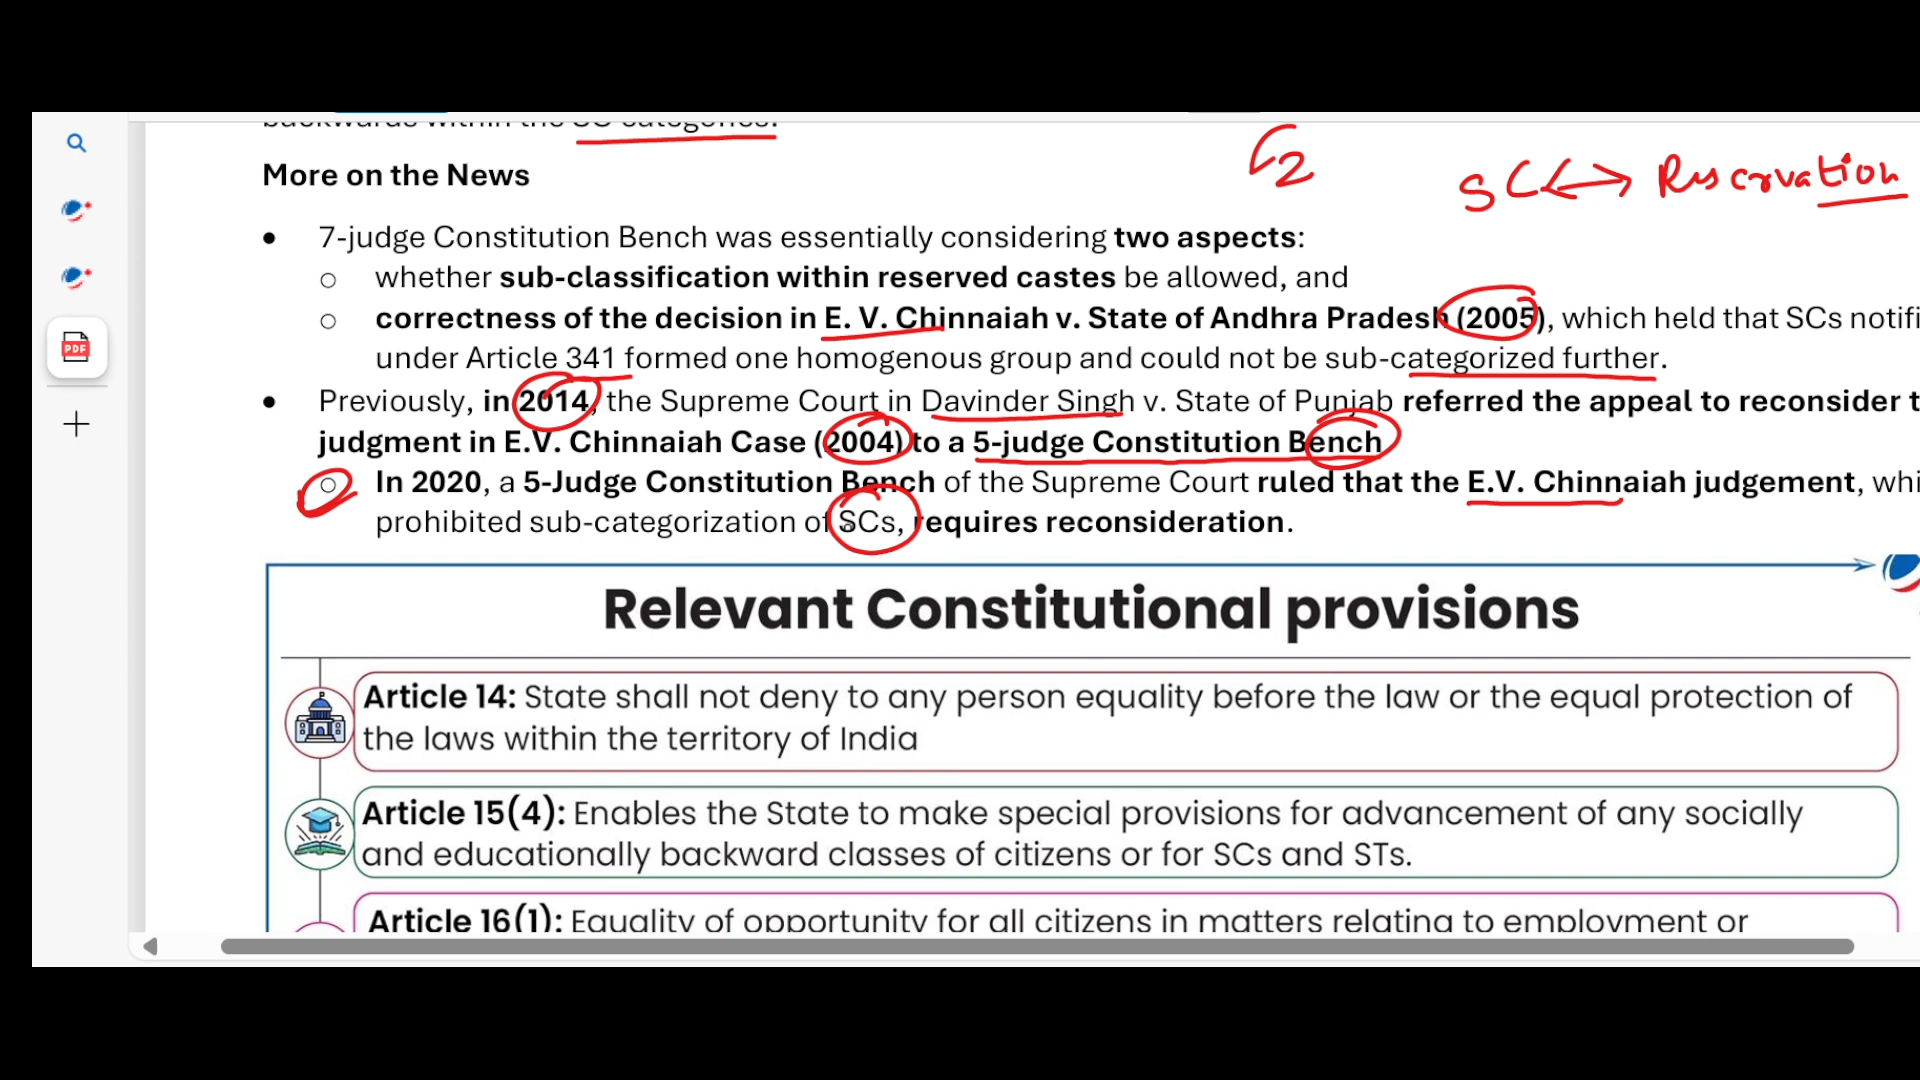 SC categories.
2
SC ↔ Reservation
More on the News
• 7-judge Constitution Bench was essentially considering two aspects:
○ whether sub-classification within reserved castes be allowed, and
○ correctness of the decision in E. V. Chinnaiah v. State of Andhra Pradesh (2005), which held that SCs notifi
under Article 341 formed one homogenous group and could not be sub-categorized further.
• Previously, in 2014, the Supreme Court in Davinder Singh v. State of Punjab referred the appeal to reconsider t
judgment in E.V. Chinnaiah Case (2004) to a 5-judge Constitution Bench
○ In 2020, a 5-Judge Constitution Bench of the Supreme Court ruled that the E.V. Chinnaiah judgement, whi
prohibited sub-categorization of SCs, requires reconsideration.
Relevant Constitutional provisions
Article 14: State shall not deny to any person equality before the law or the equal protection of
the laws within the territory of India
Article 15(4): Enables the State to make special provisions for advancement of any socially
and educationally backward classes of citizens or for SCs and STs.
Article 16(1): Equality of opportunity for all citizens in matters relating to employment or
PDF